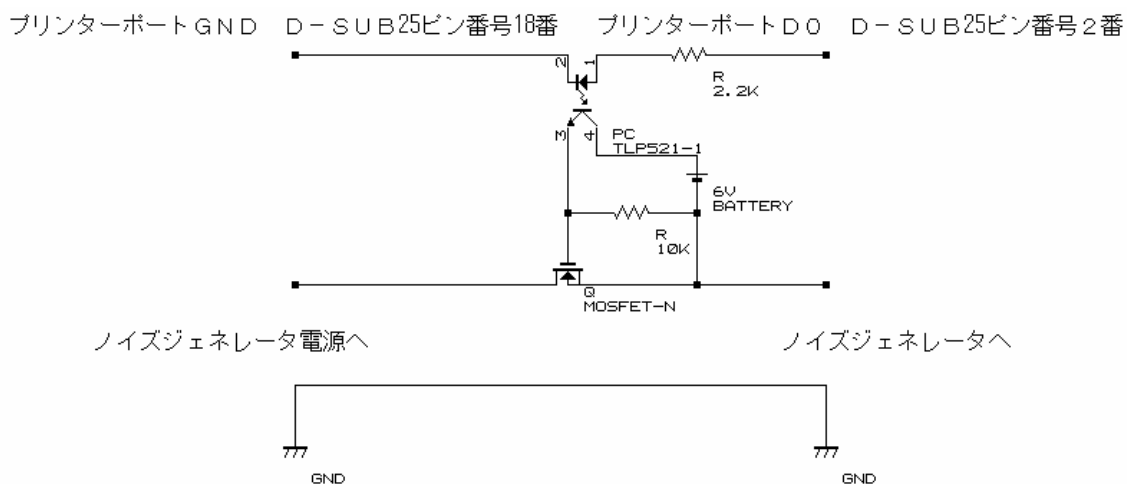 プリンターポートGND D-SUB25ピン番号18番 プリンターポートD0 D-SUB25ピン番号2番
2 1
R
2.2K
3 4
PC
TLP521-1
6V
BATTERY
R
10K
Q
MOSFET-N
ノイズジェネレータ電源へ ノイズジェネレータへ
GND GND